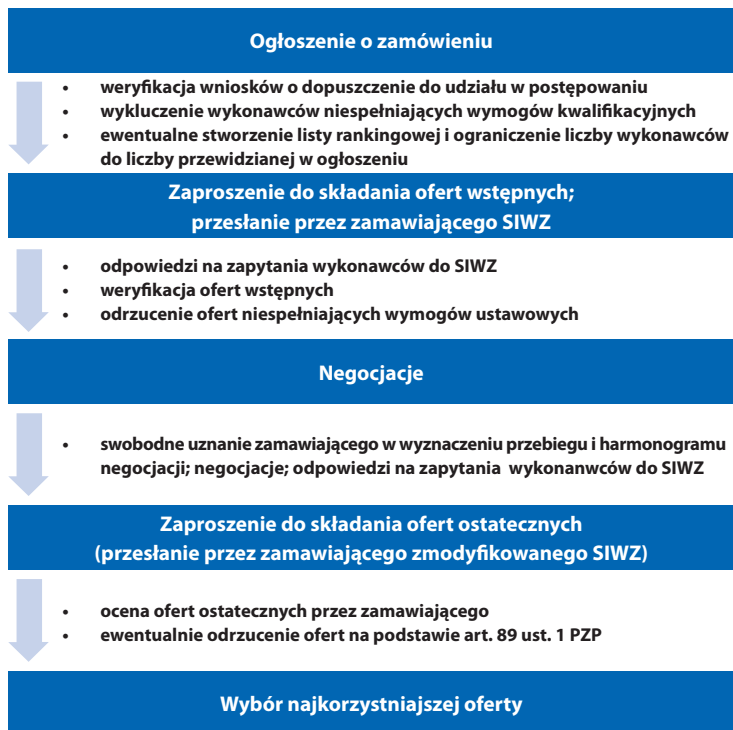 Ogłoszenie o zamówieniu
• weryfikacja wniosków o dopuszczenie do udziału w postępowaniu
• wykluczenie wykonawców niespełniających wymogów kwalifikacyjnych
• ewentualne stworzenie listy rankingowej i ograniczenie liczby wykonawców
do liczby przewidzianej w ogłoszeniu
Zaproszenie do składania ofert wstępnych;
przesłanie przez zamawiającego SIWZ
• odpowiedzi na zapytania wykonawców do SIWZ
• weryfikacja ofert wstępnych
• odrzucenie ofert niespełniających wymogów ustawowych
Negocjacje
• swobodne uznanie zamawiającego w wyznaczeniu przebiegu i harmonogramu
negocjacji; negocjacje; odpowiedzi na zapytania wykonanwców do SIWZ
Zaproszenie do składania ofert ostatecznych
(przesłanie przez zamawiającego zmodyfikowanego SIWZ)
• ocena ofert ostatecznych przez zamawiającego
• ewentualnie odrzucenie ofert na podstawie art. 89 ust. 1 PZP
Wybór najkorzystniejszej oferty